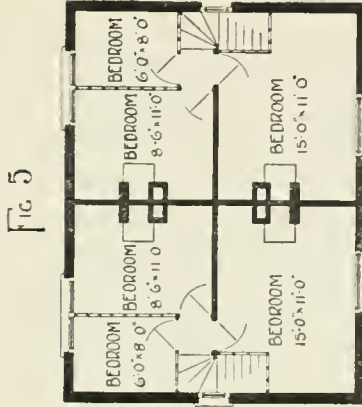 FIG 5
BEDROOM
6'.0"x8'.0"
BEDROOM
8'.6"x11'.0"
BEDROOM
15'.0"x11'.0"
BEDROOM
6'.0"x8'.0"
BEDROOM
8'.6"x11.0
BEDROOM
15'.0"x11'.0"